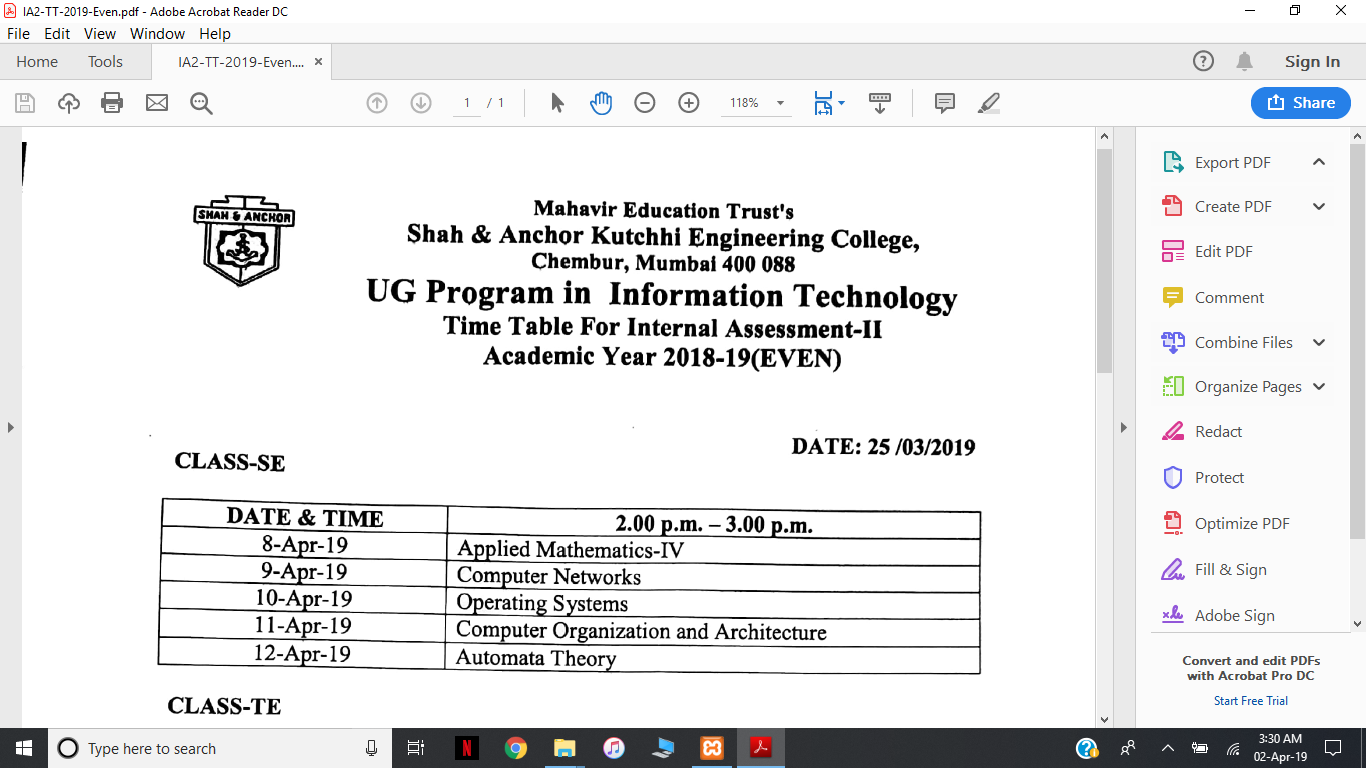 IA2-TT-2019-Even.pdf - Adobe Acrobat Reader DC
File Edit View Window Help
Home Tools IA2-TT-2019-Even.... × Sign In
1 / 1 118% Share
SHAH & ANCHOR
Mahavir Education Trust's
Shah & Anchor Kutchhi Engineering College,
Chembur, Mumbai 400 088
UG Program in Information Technology
Time Table For Internal Assessment-II
Academic Year 2018-19(EVEN)
DATE: 25 /03/2019
CLASS-SE
DATE & TIME 2.00 p.m. – 3.00 p.m.
8-Apr-19 Applied Mathematics-IV
9-Apr-19 Computer Networks
10-Apr-19 Operating Systems
11-Apr-19 Computer Organization and Architecture
12-Apr-19 Automata Theory
CLASS-TE
Export PDF
Create PDF
Edit PDF
Comment
Combine Files
Organize Pages
Redact
Protect
Optimize PDF
Fill & Sign
Adobe Sign
Convert and edit PDFs
with Acrobat Pro DC
Start Free Trial
Type here to search
3:30 AM
02-Apr-19